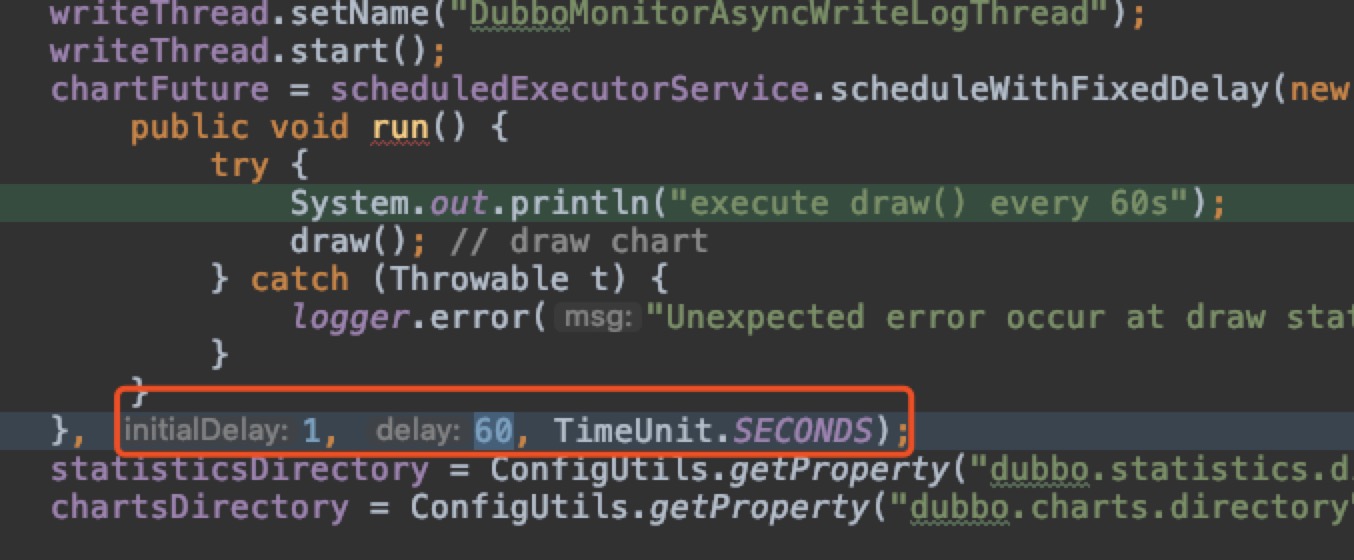 writeThread.setName("DubboMonitorAsyncWriteLogThread");
writeThread.start();
chartFuture = scheduledExecutorService.scheduleWithFixedDelay(new
public void run() {
try {
System.out.println("execute draw() every 60s");
draw(); // draw chart
} catch (Throwable t) {
logger.error( msg: "Unexpected error occur at draw stat
}
}
}, initialDelay: 1, delay: 60, TimeUnit.SECONDS);
statisticsDirectory = ConfigUtils.getProperty("dubbo.statistics.d
chartsDirectory = ConfigUtils.getProperty("dubbo.charts.directory"